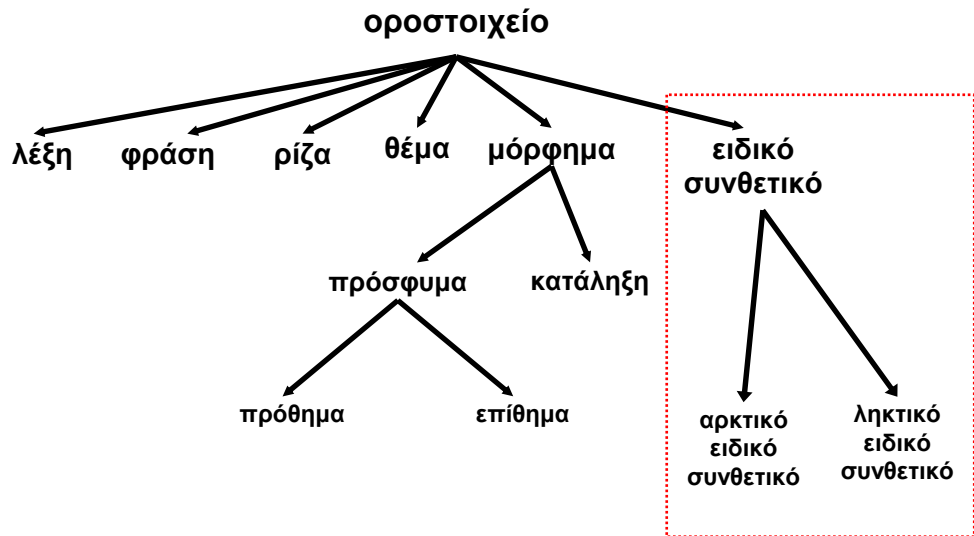 οροστοιχείο
λέξη
φράση
ρίζα
θέμα
μόρφημα
ειδικό
συνθετικό
πρόσφυμα
κατάληξη
πρόθημα
επίθημα
αρκτικό
ειδικό
συνθετικό
ληκτικό
ειδικό
συνθετικό